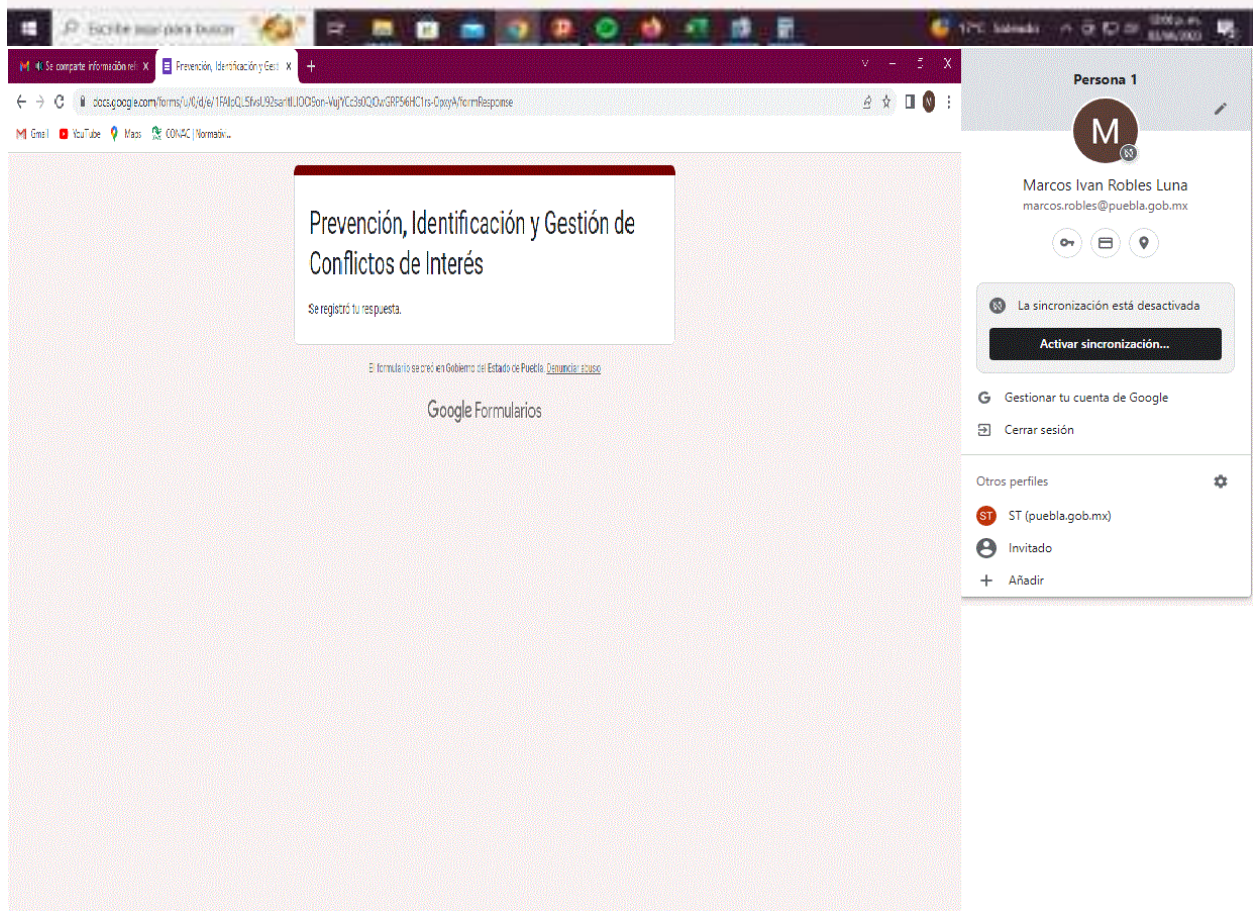 Escribe aquí para buscar
17°C Soleado
Se comparte información rel
Prevención, Identificación y Gest
docs.google.com/forms/u/0/d/e/
formResponse
Gmail YouTube Maps CONAC | Normativ...
Prevención, Identificación y Gestión de
Conflictos de Interés
Se registró tu respuesta.
El formulario se creó en Gobierno del Estado de Puebla. Denunciar abuso
Google Formularios
Persona 1
M
Marcos Ivan Robles Luna
marcos.robles@puebla.gob.mx
La sincronización está desactivada
Activar sincronización...
G Gestionar tu cuenta de Google
Cerrar sesión
Otros perfiles
ST ST (puebla.gob.mx)
Invitado
Añadir